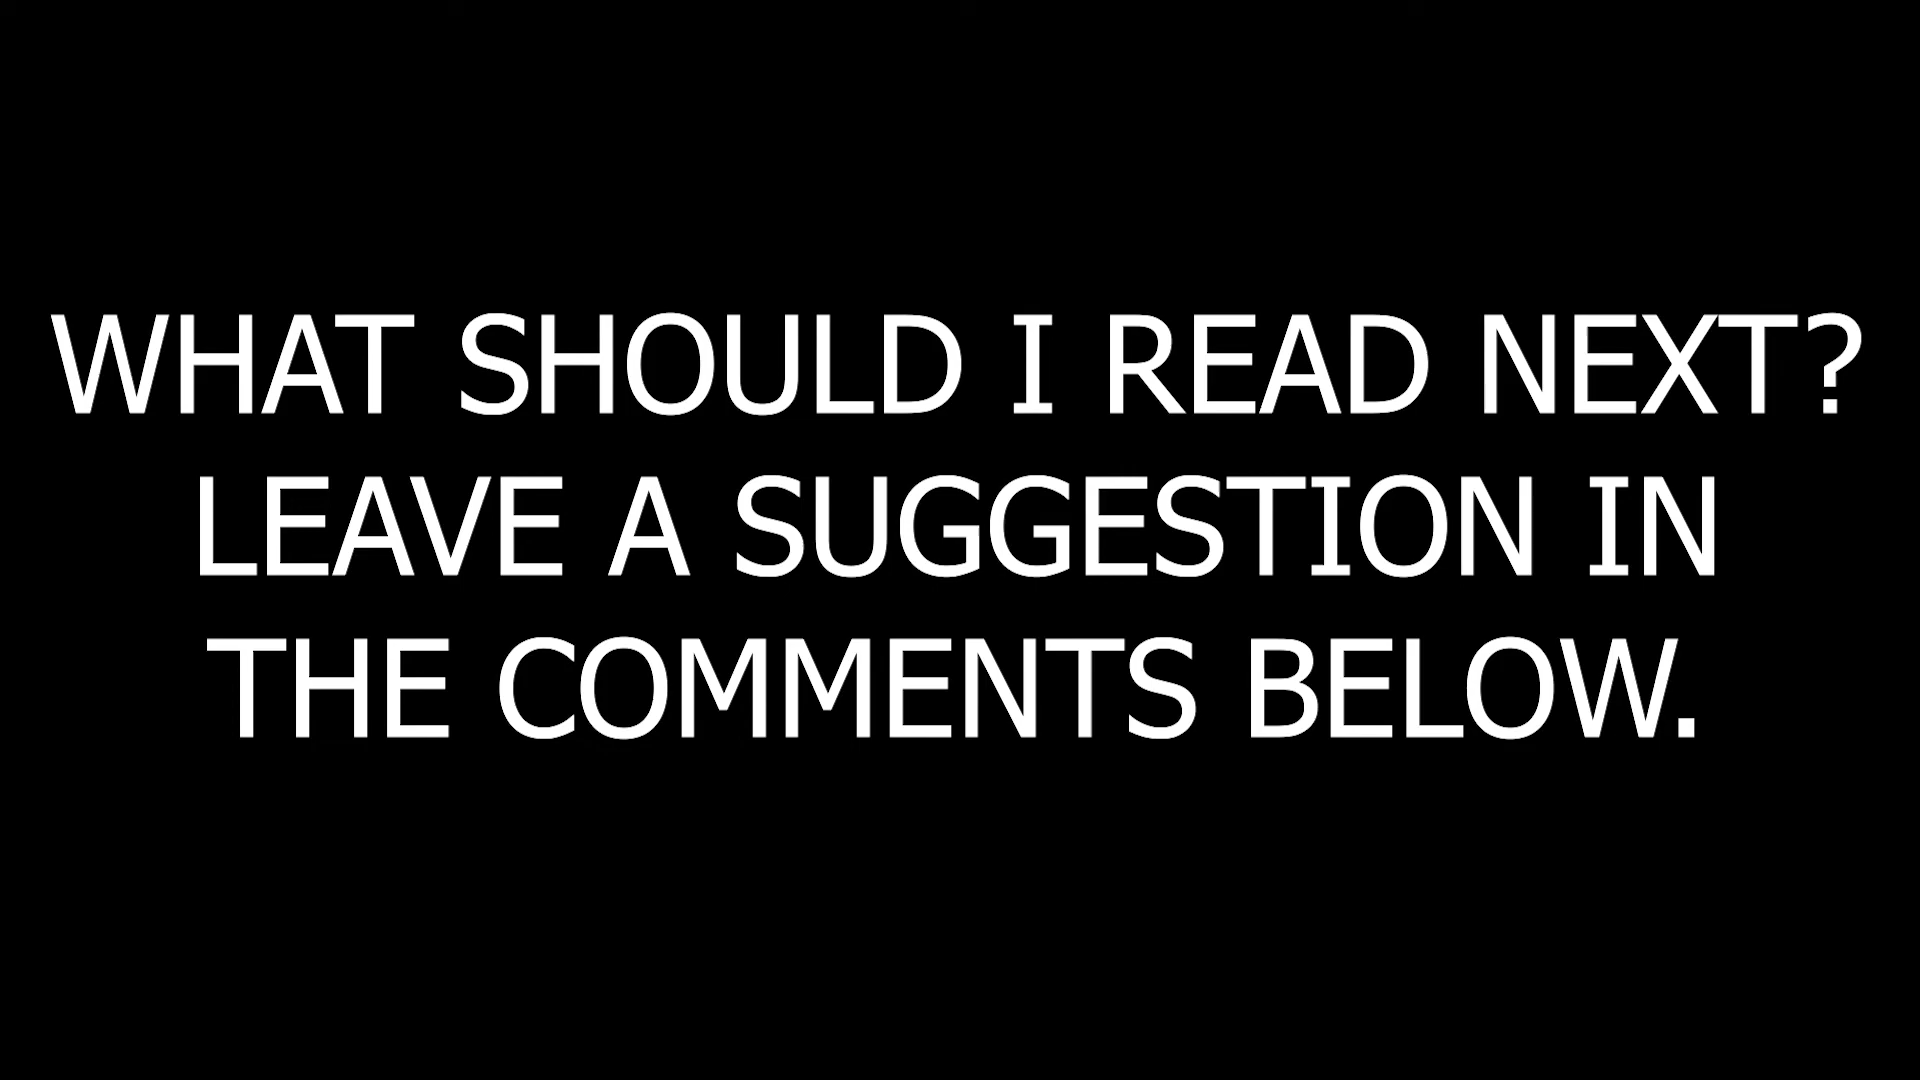 WHAT SHOULD I READ NEXT?
LEAVE A SUGGESTION IN
THE COMMENTS BELOW.